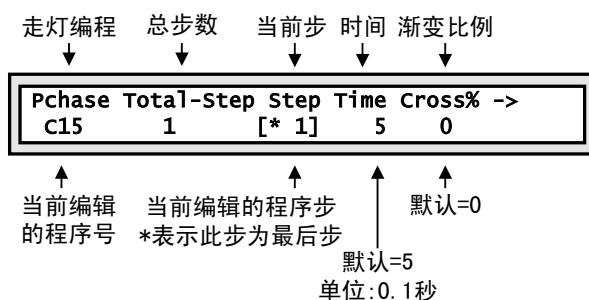 走灯编程 总步数 当前步 时间 渐变比例
Pchase Total-Step Step Time Cross% ->
C15 1 [* 1] 5 0
当前编辑 当前编辑的程序步 默认=0
的程序号 *表示此步为最后步
默认=5
单位:0.1秒